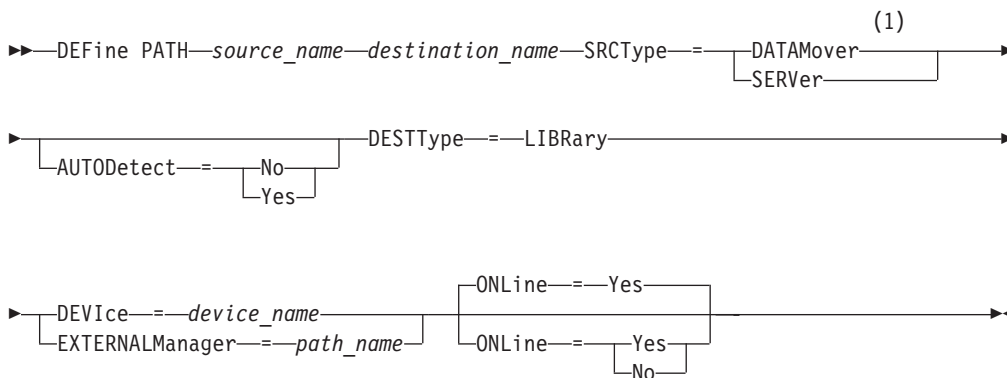 (1)
DEFine PATH source_name destination_name SRCType = DATAMover
SERVer
DESTType = LIBRary
AUTODetect = No
Yes
ONLine = Yes
DEVIce = device_name
EXTERNALManager = path_name
ONLine = Yes
No